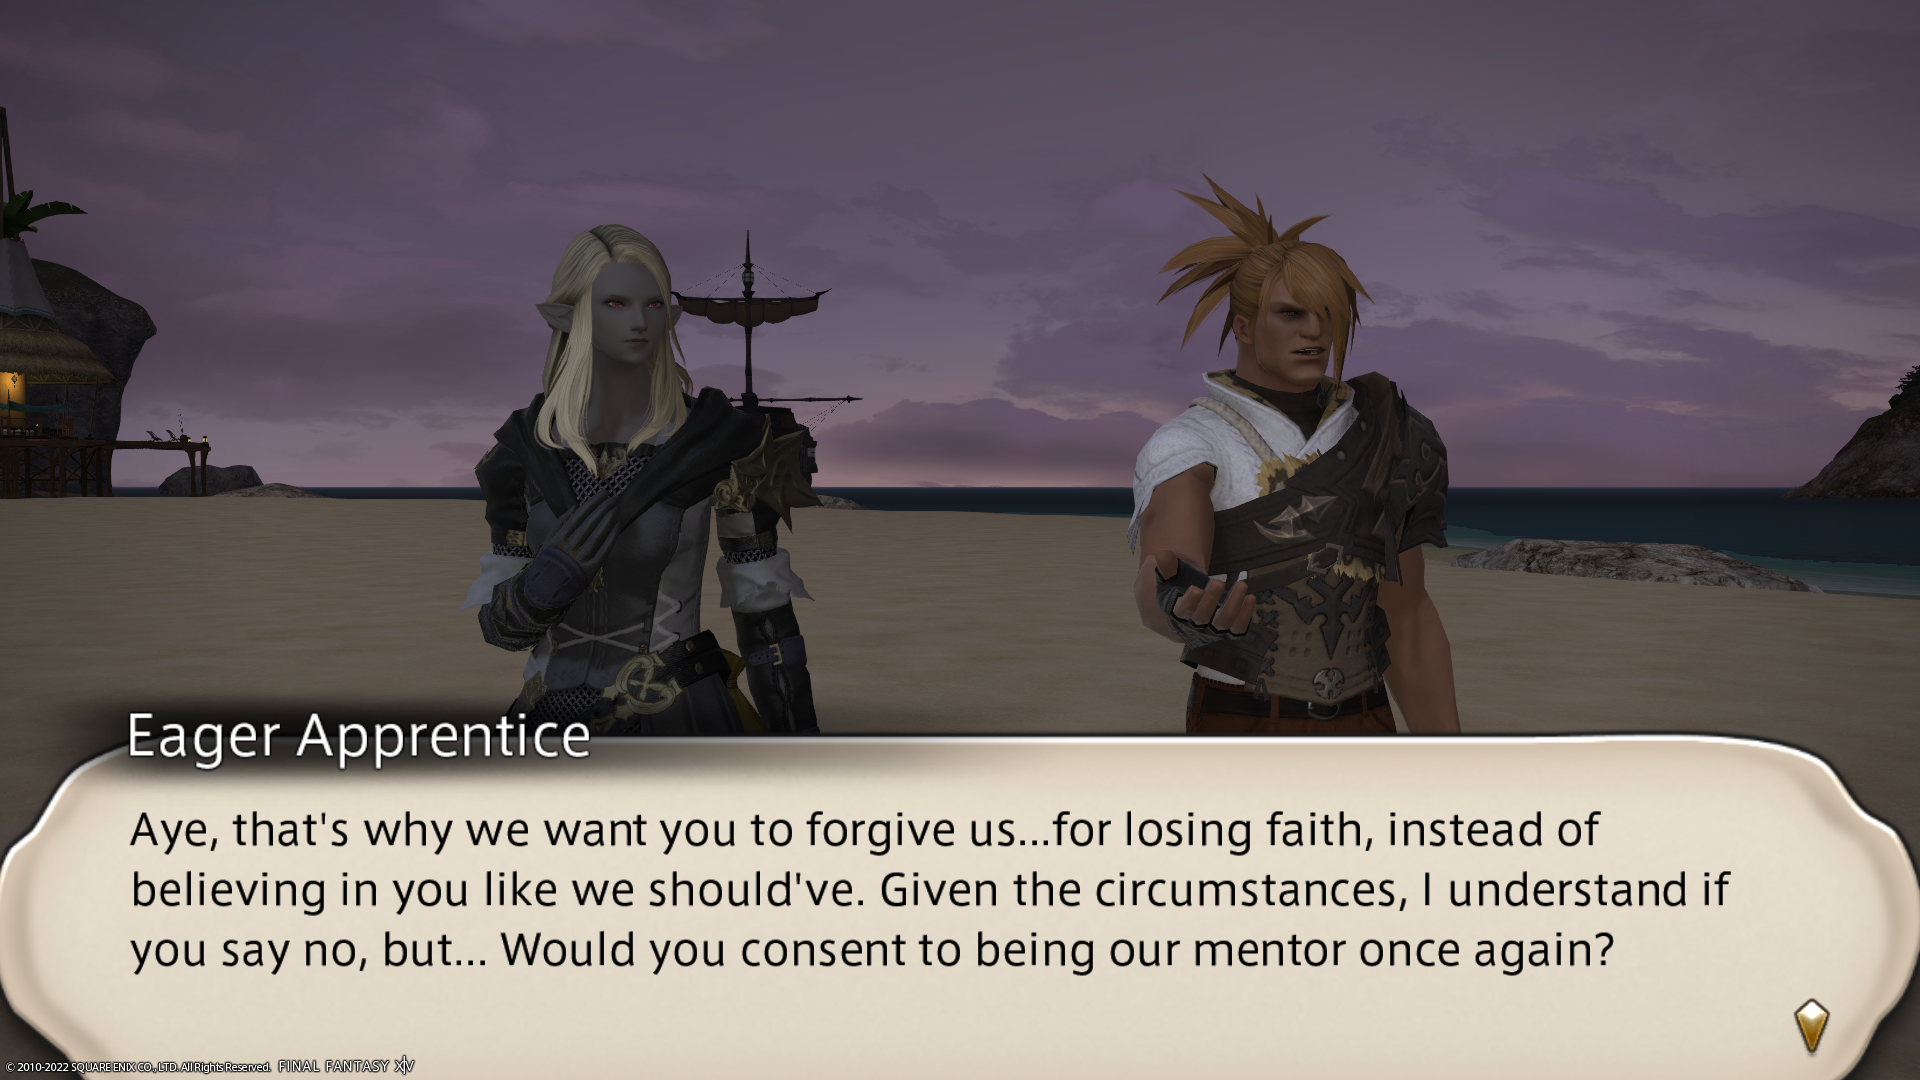 Eager Apprentice
Aye, that's why we want you to forgive us...for losing faith, instead of
believing in you like we should've. Given the circumstances, I understand if
you say no, but... Would you consent to being our mentor once again?
© 2010-2022 SQUARE ENIX CO., LTD. All Rights Reserved. FINAL FANTASY XIV